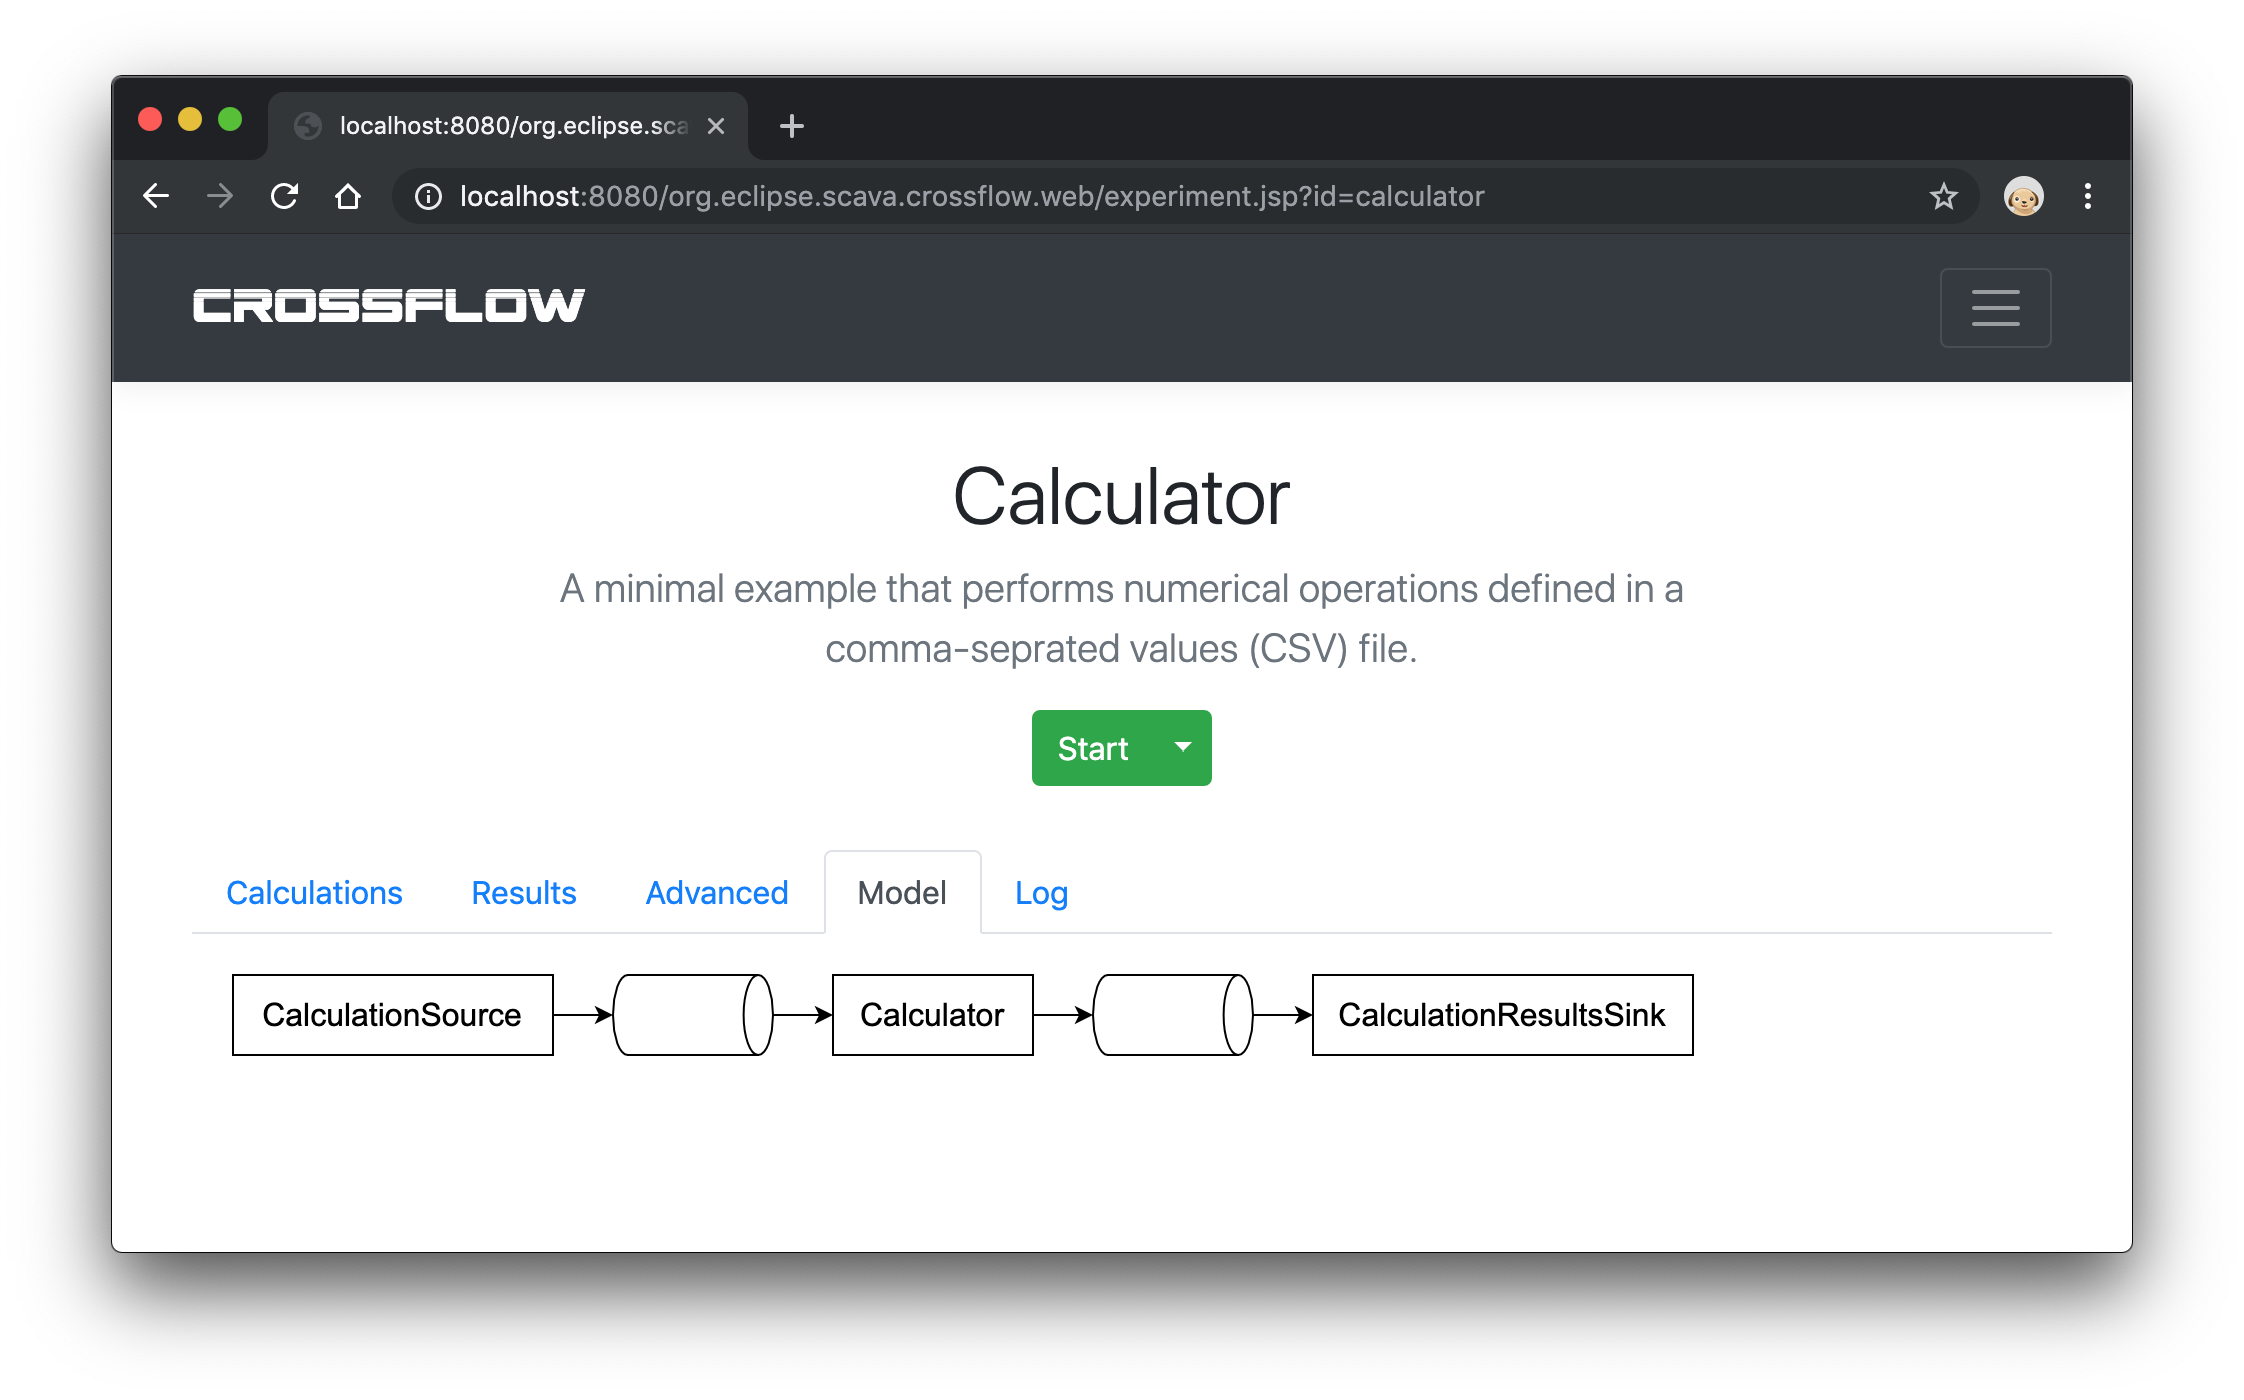 localhost:8080/org.eclipse.sca
localhost:8080/org.eclipse.scava.crossflow.web/experiment.jsp?id=calculator
CROSSFLOW
Calculator
A minimal example that performs numerical operations defined in a
comma-seprated values (CSV) file.
Start
Calculations Results Advanced Model Log
CalculationSource Calculator CalculationResultsSink